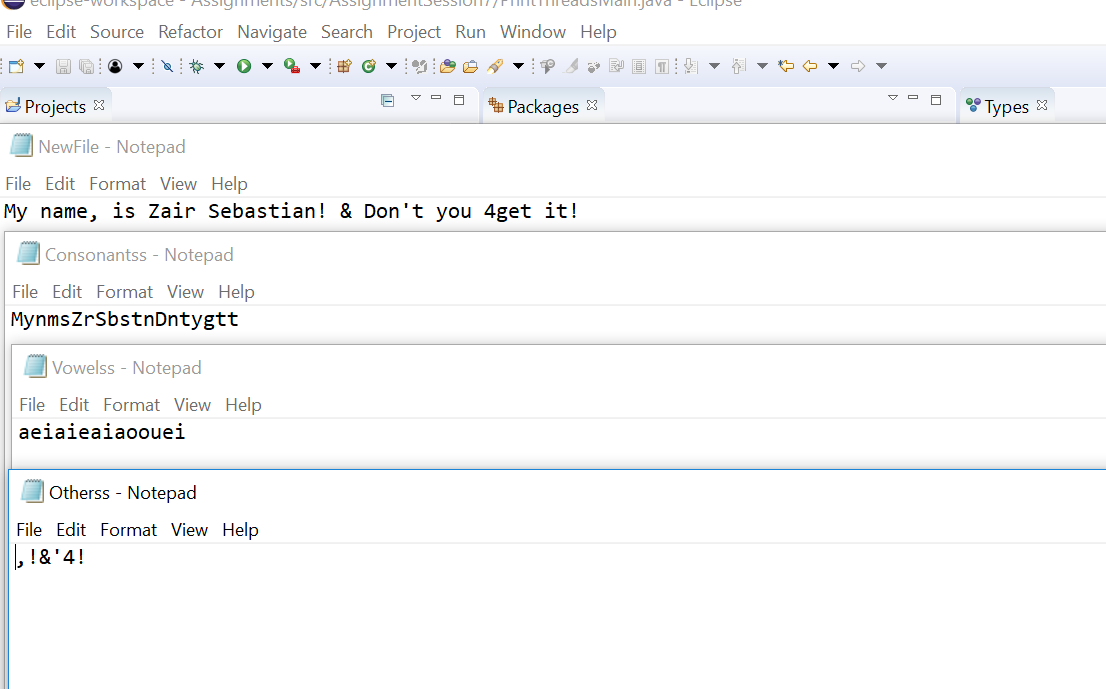 eclipse-workspace - Assignments/src/AssignmentSession7/PrintThreadsMain.java - Eclipse
File Edit Source Refactor Navigate Search Project Run Window Help
Projects Packages Types
NewFile - Notepad
File Edit Format View Help
My name, is Zair Sebastian! & Don't you 4get it!
Consonantss - Notepad
File Edit Format View Help
MynmsZrSbstnDntygtt
Vowelss - Notepad
File Edit Format View Help
aeiaieaiaoouei
Otherss - Notepad
File Edit Format View Help
,!&'4!